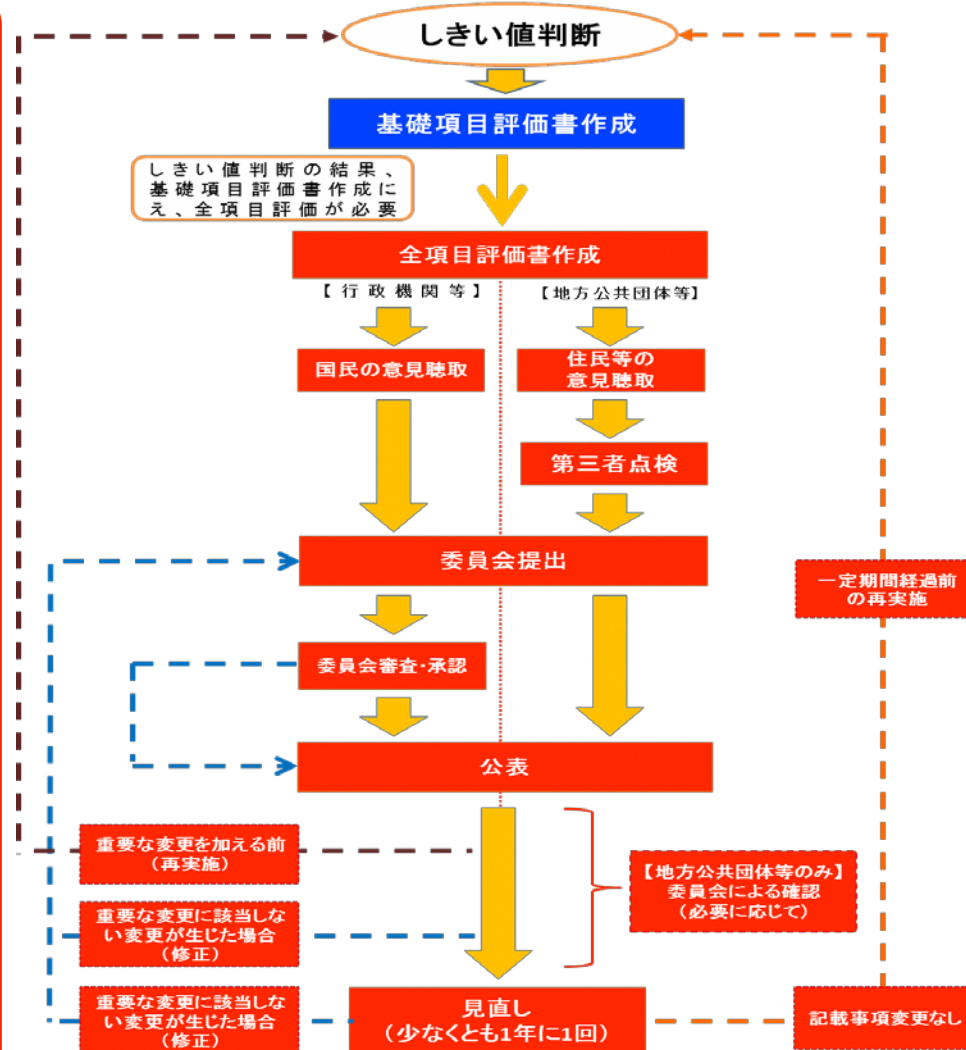 しきい値判断
基礎項目評価書作成
しきい値判断の結果、
基礎項目評価書作成に
え、全項目評価が必要
全項目評価書作成
【行政機関等】
【地方公共団体等】
国民の意見聴取
住民等の
意見聴取
第三者点検
委員会提出
一定期間経過前
の再実施
委員会審査・承認
公表
重要な変更を加える前
（再実施）
【地方公共団体等のみ】
委員会による確認
（必要に応じて）
重要な変更に該当しな
い変更が生じた場合
（修正）
重要な変更に該当しな
い変更が生じた場合
（修正）
見直し
（少なくとも1年に1回）
記載事項変更なし